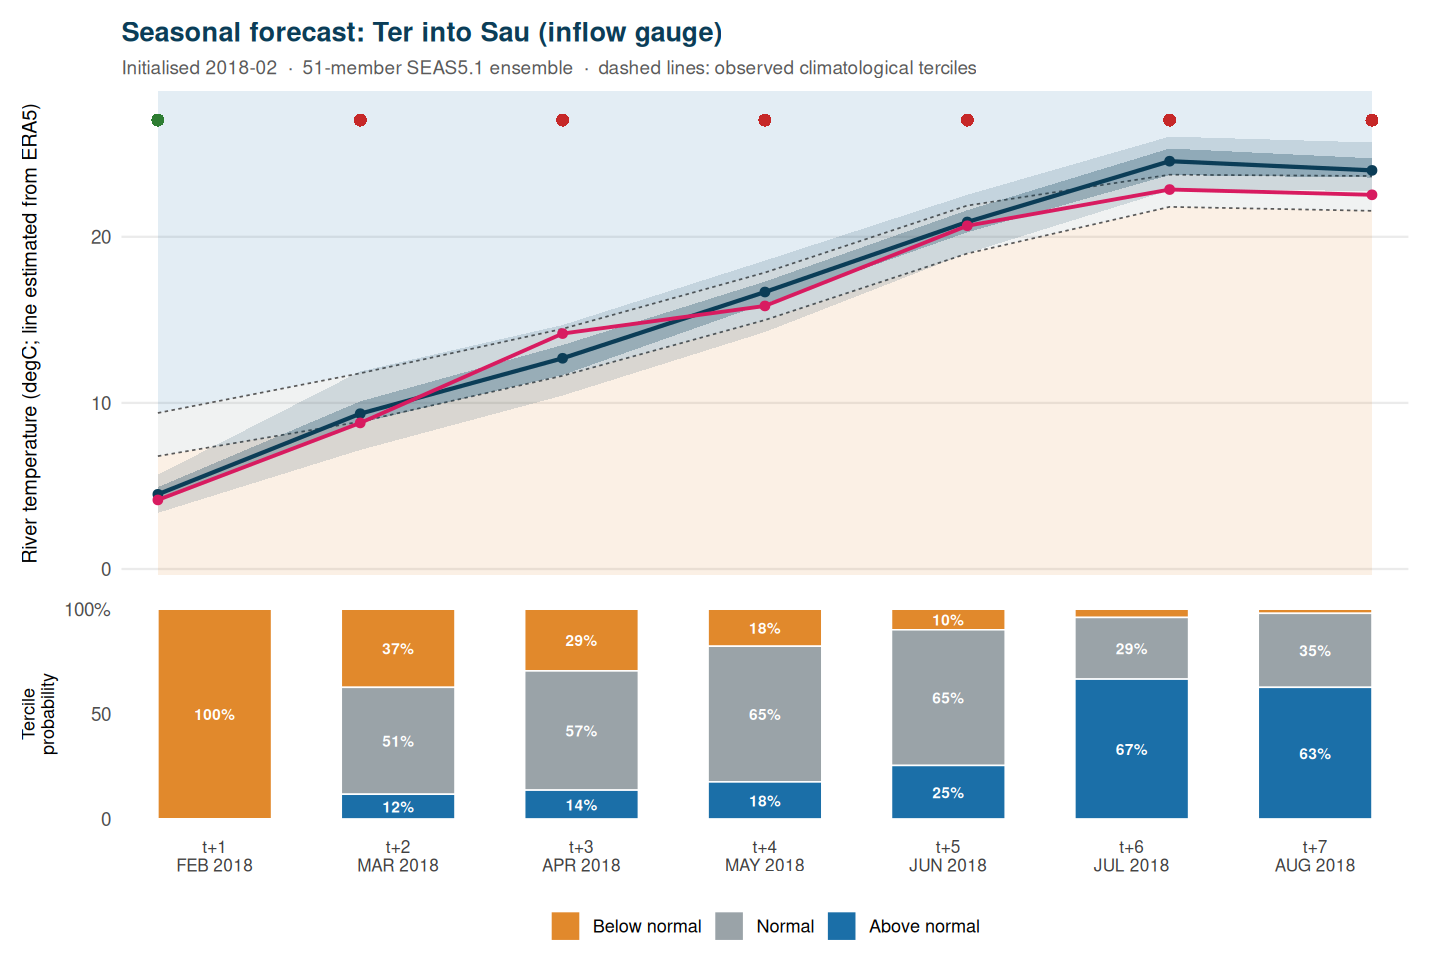 Seasonal forecast: Ter into Sau (inflow gauge)
Initialised 2018-02 · 51-member SEAS5.1 ensemble · dashed lines: observed climatological terciles
River temperature (degC; line estimated from ERA5)
20
10
0
Tercile
probability
100%
50
0
100%
37%
51%
12%
29%
57%
14%
18%
65%
18%
10%
65%
25%
29%
67%
35%
63%
t+1
FEB 2018
t+2
MAR 2018
t+3
APR 2018
t+4
MAY 2018
t+5
JUN 2018
t+6
JUL 2018
t+7
AUG 2018
Below normal
Normal
Above normal